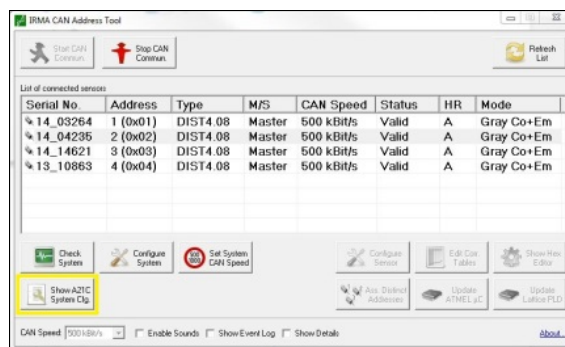 IRMA CAN Address Tool
Start CAN Commun.
Stop CAN Commun.
Refresh List
List of connected sensors
Serial No. Address Type M/S CAN Speed Status HR Mode
14_03264 1 (0x01) DIST4.08 Master 500 kBit/s Valid A Gray Co+Em
14_04235 2 (0x02) DIST4.08 Master 500 kBit/s Valid A Gray Co+Em
14_14621 3 (0x03) DIST4.08 Master 500 kBit/s Valid A Gray Co+Em
13_10863 4 (0x04) DIST4.08 Master 500 kBit/s Valid A Gray Co+Em
Check System
Configure System
Set System CAN Speed
Configure Sensor
Edit Con. Tables
Show Hex Editor
Show A21C System Cfg.
Ass. Distinct Addresses
Update ATMEL µC
Update Lattice PLD
CAN Speed: 500 kBit/s Enable Sounds Show Event Log Show Details About...